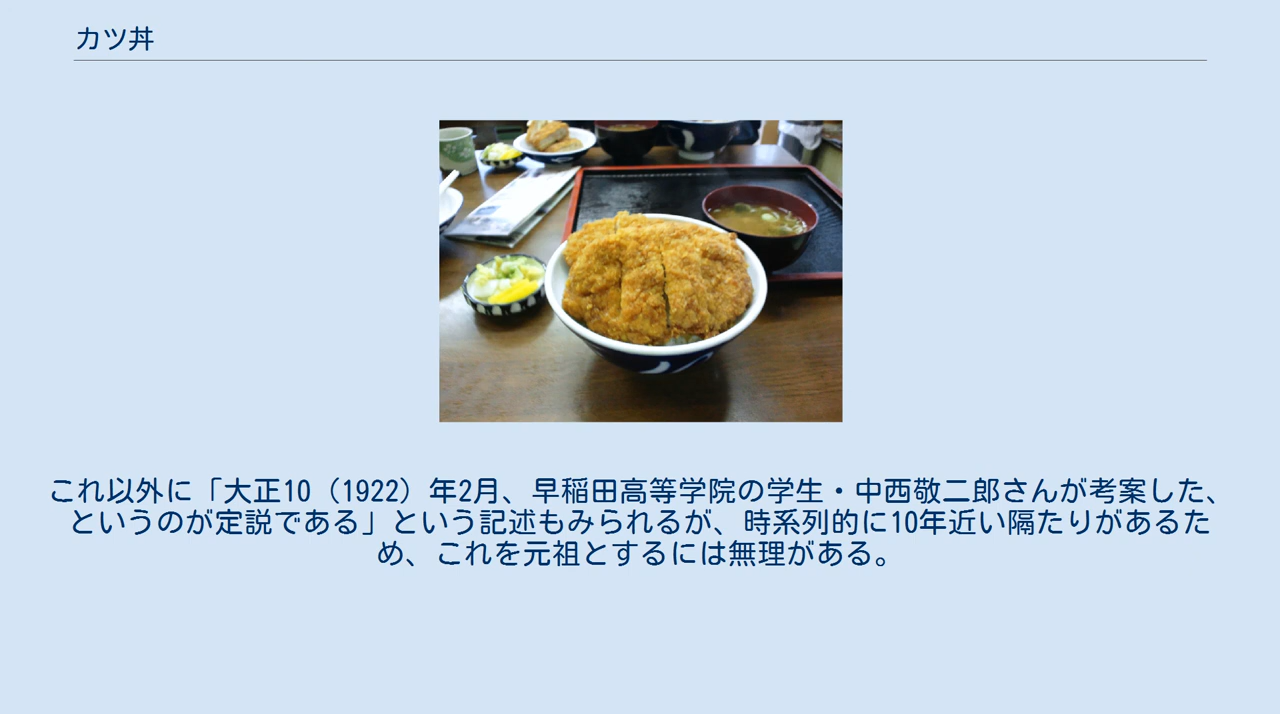 カツ丼
これ以外に「大正10（1922）年2月、早稲田高等学院の学生・中西敬二郎さんが考案した、
というのが定説である」という記述もみられるが、時系列的に10年近い隔たりがあるた
め、これを元祖とするには無理がある。